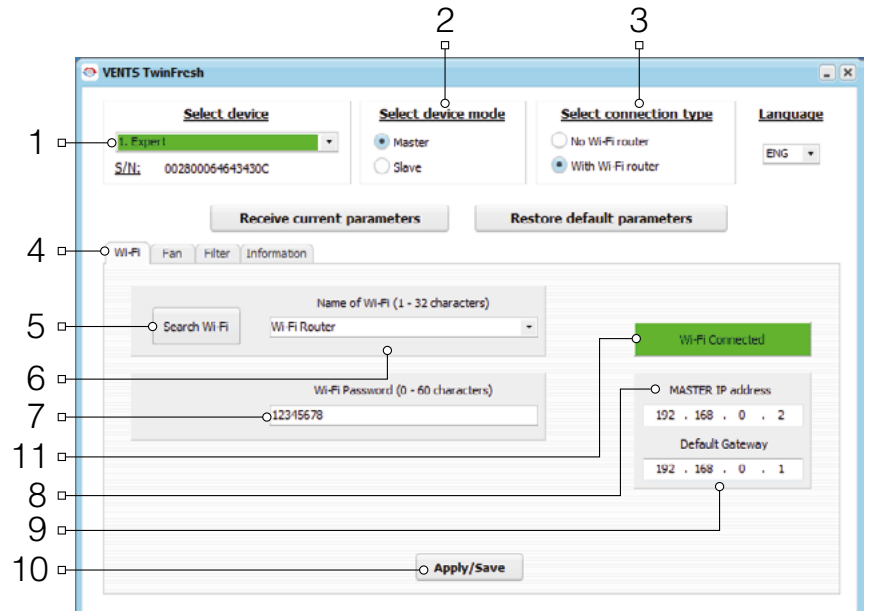 2
3
VENTS TwinFresh
Select device
Select device mode
Select connection type
Language
1
1. Expert
Master
No Wi-Fi router
ENG
S/N: 002800064643430C
Slave
With Wi-Fi router
Receive current parameters
Restore default parameters
4
Wi-Fi
Fan
Filter
Information
Name of Wi-Fi (1 - 32 characters)
5
Search Wi-Fi
Wi-Fi Router
Wi-Fi Connected
6
Wi-Fi Password (0 - 60 characters)
MASTER IP address
7
12345678
192 . 168 . 0 . 2
Default Gateway
11
192 . 168 . 0 . 1
8
9
10
Apply/Save